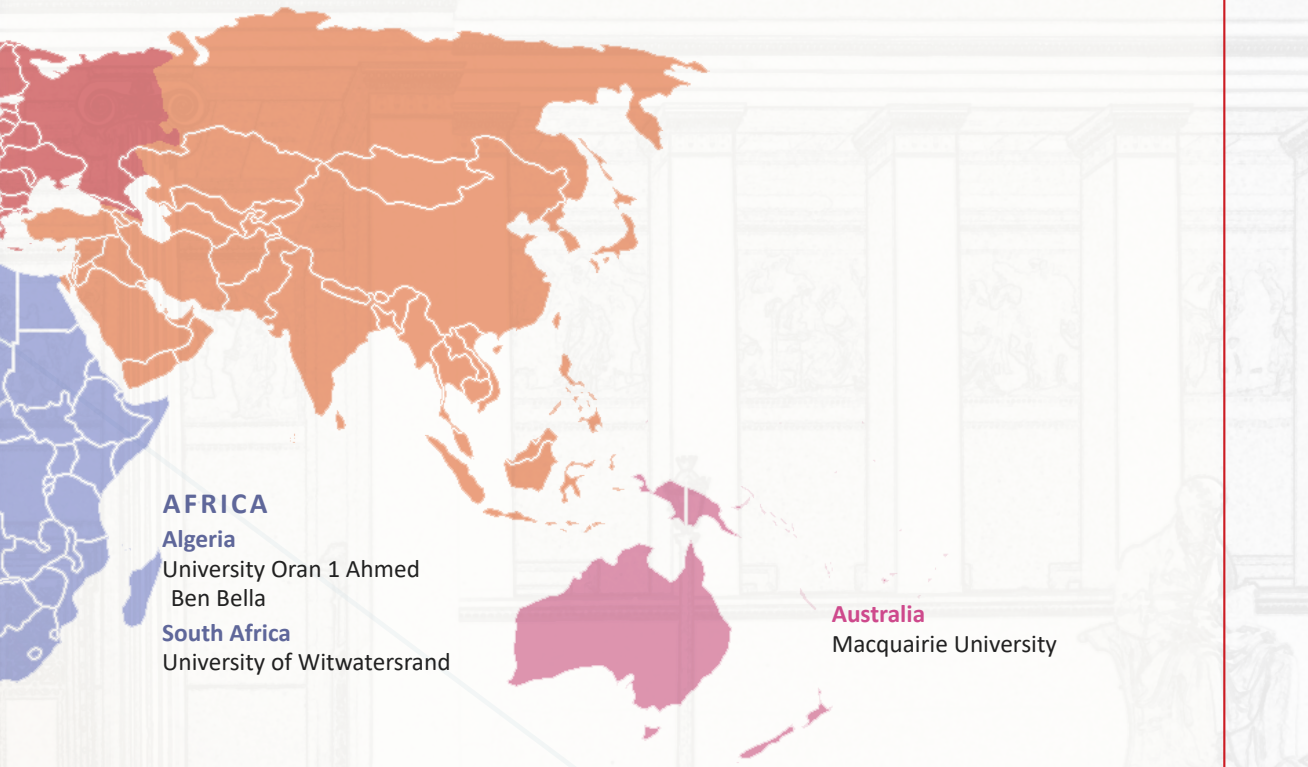 AFRICA
Algeria
University Oran 1 Ahmed
Ben Bella
South Africa
University of Witwatersrand
Australia
Macquairie University